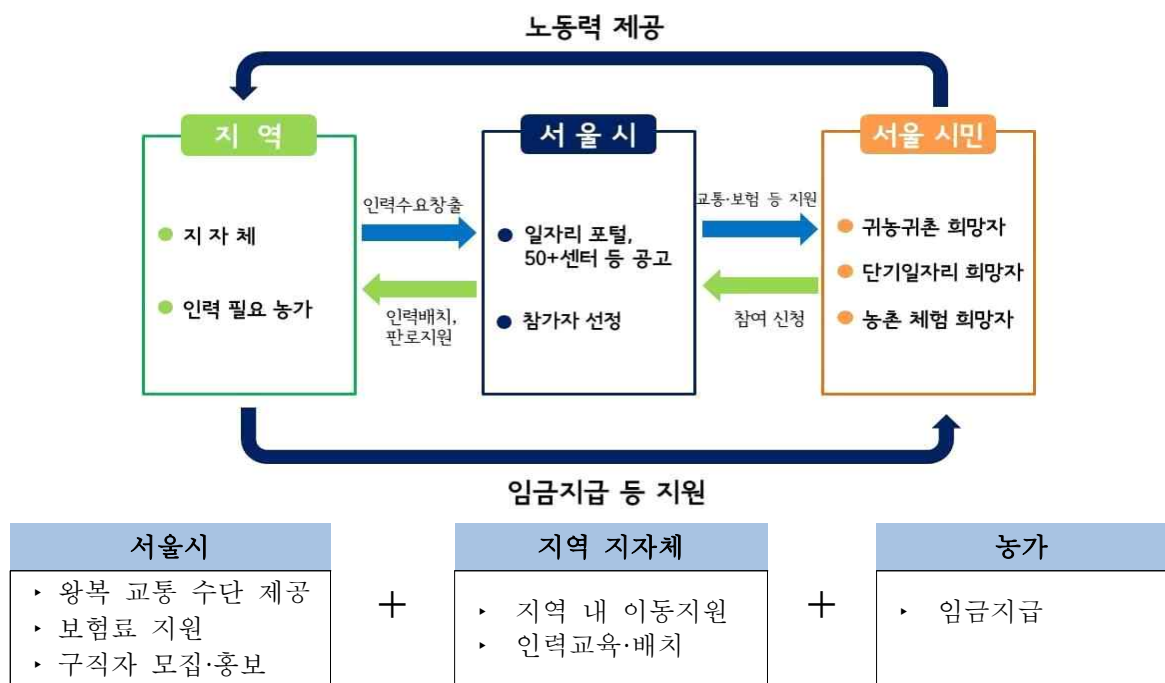 노동력 제공
지 역
서 울 시
서울 시민
● 지 자 체
● 인력 필요 농가
인력수요창출
인력배치,
판로지원
● 일자리 포털,
50+센터 등 공고
● 참가자 선정
교통·보험 등 지원
참여 신청
● 귀농귀촌 희망자
● 단기일자리 희망자
● 농촌 체험 희망자
임금지급 등 지원
서울시
‣ 왕복 교통 수단 제공
‣ 보험료 지원
‣ 구직자 모집·홍보
+
지역 지자체
‣ 지역 내 이동지원
‣ 인력교육·배치
+
농가
‣ 임금지급